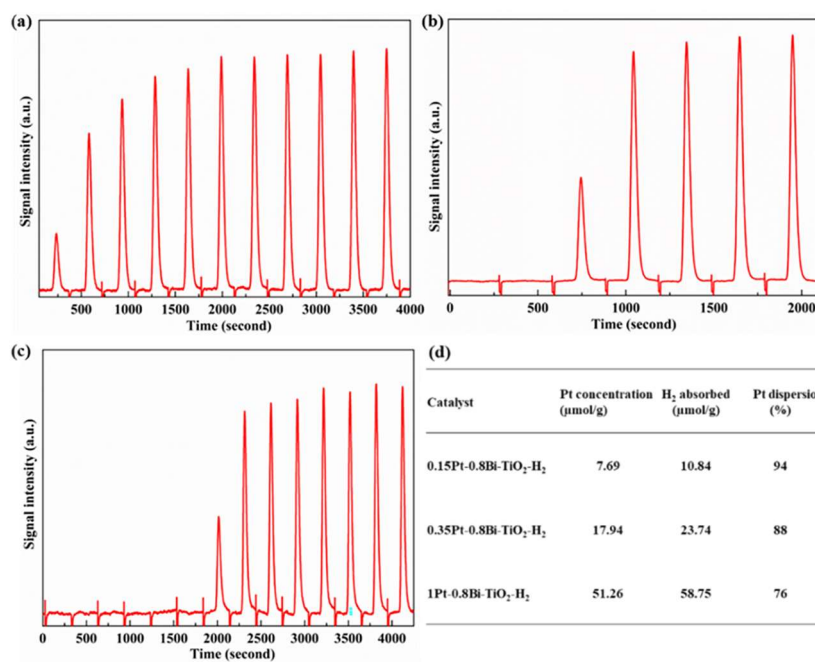 (a)
Signal intensity (a.u.)
500 1000 1500 2000 2500 3000 3500 4000
Time (second)
(b)
Signal intensity (a.u.)
0 500 1000 1500 2000
Time (second)
(c)
Signal intensity (a.u.)
0 500 1000 1500 2000 2500 3000 3500 4000
Time (second)
(d)
Catalyst Pt concentration (μmol/g) H₂ absorbed (μmol/g) Pt dispersion (%)
0.15Pt-0.8Bi-TiO₂-H₂ 7.69 10.84 94
0.35Pt-0.8Bi-TiO₂-H₂ 17.94 23.74 88
1Pt-0.8Bi-TiO₂-H₂ 51.26 58.75 76